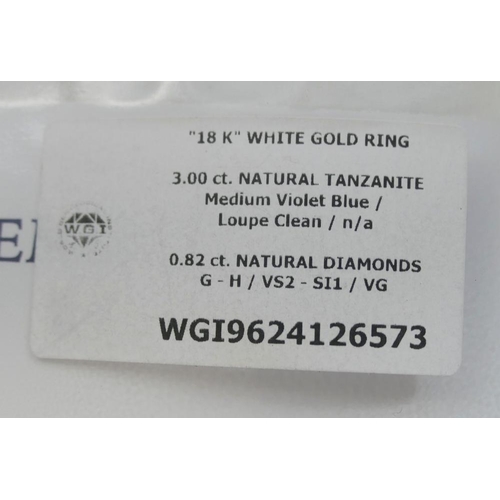 "18 K" WHITE GOLD RING
3.00 ct. NATURAL TANZANITE
Medium Violet Blue /
Loupe Clean / n/a
WGI
0.82 ct. NATURAL DIAMONDS
G - H / VS2 - SI1 / VG
WGI9624126573